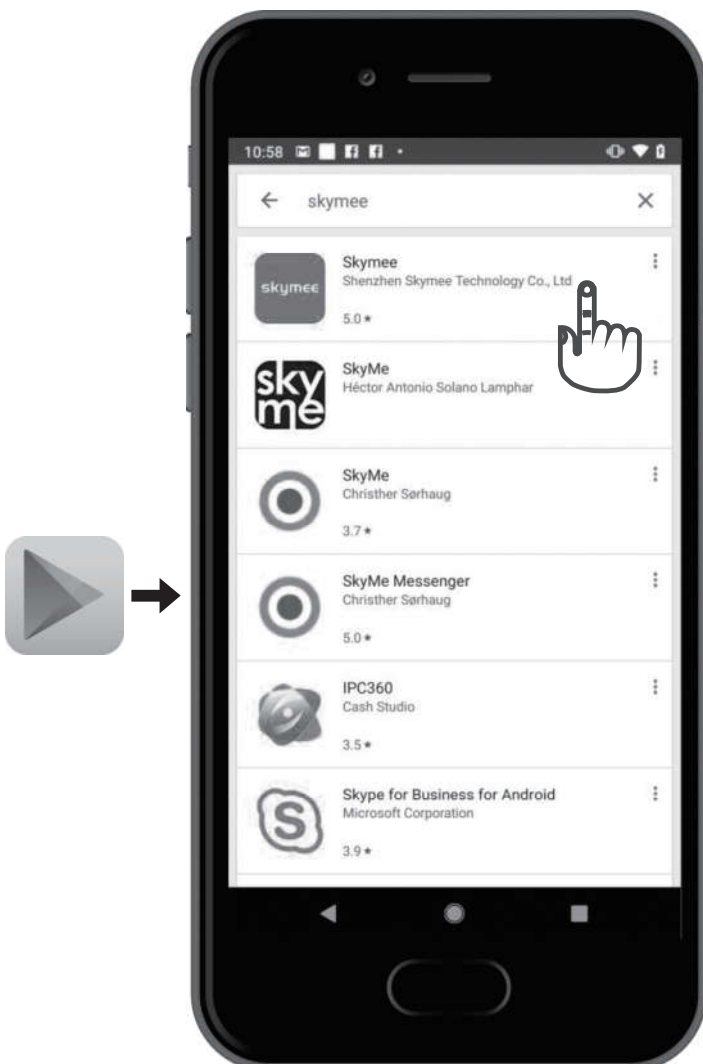 10:58
skymee
skymee
Skymee
Shenzhen Skymee Technology Co., Ltd
5.0 ★
sky
me
SkyMe
Héctor Antonio Solano Lamphar
SkyMe
Christher Sørhaug
3.7 ★
SkyMe Messenger
Christher Sørhaug
5.0 ★
IPC360
Cash Studio
3.5 ★
S
Skype for Business for Android
Microsoft Corporation
3.9 ★